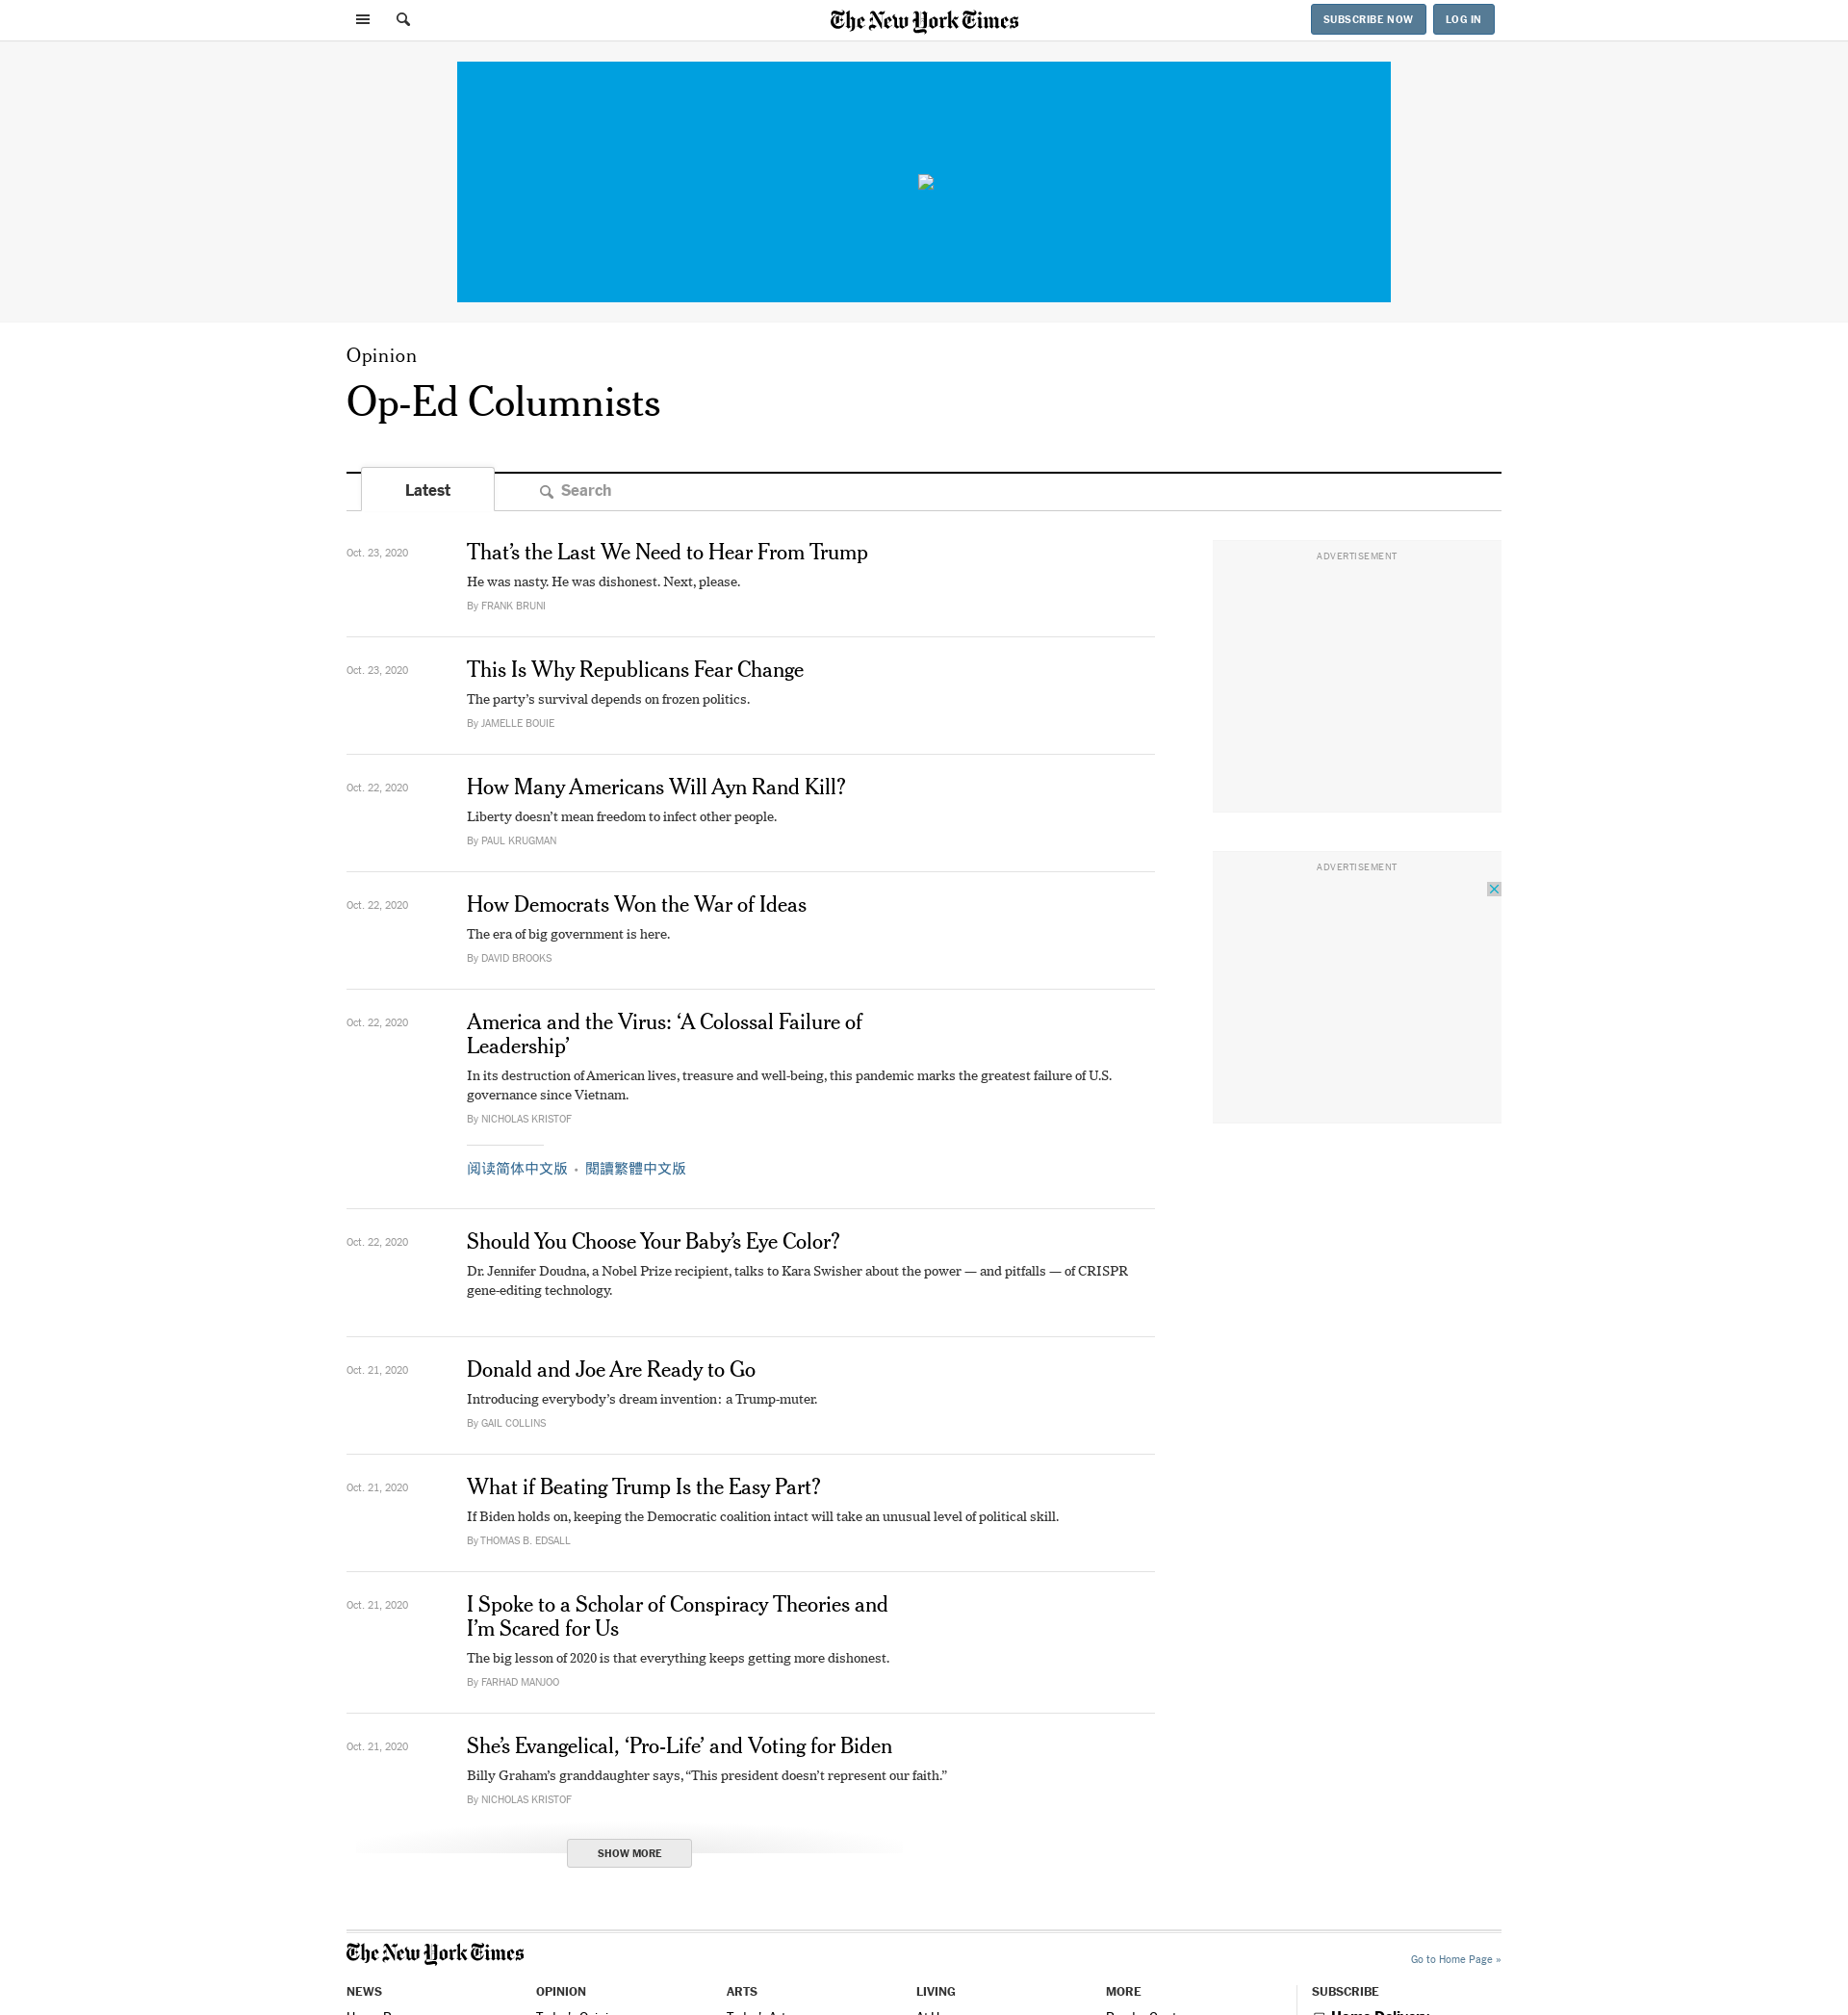 The New York Times
SUBSCRIBE NOW
LOG IN
Opinion
Op-Ed Columnists
Latest
Search
Oct. 23, 2020
That’s the Last We Need to Hear From Trump
He was nasty. He was dishonest. Next, please.
By FRANK BRUNI
ADVERTISEMENT
Oct. 23, 2020
This Is Why Republicans Fear Change
The party’s survival depends on frozen politics.
By JAMELLE BOUIE
Oct. 22, 2020
How Many Americans Will Ayn Rand Kill?
Liberty doesn’t mean freedom to infect other people.
By PAUL KRUGMAN
ADVERTISEMENT
Oct. 22, 2020
How Democrats Won the War of Ideas
The era of big government is here.
By DAVID BROOKS
Oct. 22, 2020
America and the Virus: ‘A Colossal Failure of
Leadership’
In its destruction of American lives, treasure and well-being, this pandemic marks the greatest failure of U.S.
governance since Vietnam.
By NICHOLAS KRISTOF
阅读简体中文版 • 閱讀繁體中文版
Oct. 22, 2020
Should You Choose Your Baby’s Eye Color?
Dr. Jennifer Doudna, a Nobel Prize recipient, talks to Kara Swisher about the power — and pitfalls — of CRISPR
gene-editing technology.
Oct. 21, 2020
Donald and Joe Are Ready to Go
Introducing everybody’s dream invention: a Trump-muter.
By GAIL COLLINS
Oct. 21, 2020
What if Beating Trump Is the Easy Part?
If Biden holds on, keeping the Democratic coalition intact will take an unusual level of political skill.
By THOMAS B. EDSALL
Oct. 21, 2020
I Spoke to a Scholar of Conspiracy Theories and
I’m Scared for Us
The big lesson of 2020 is that everything keeps getting more dishonest.
By FARHAD MANJOO
Oct. 21, 2020
She’s Evangelical, ‘Pro-Life’ and Voting for Biden
Billy Graham’s granddaughter says, “This president doesn’t represent our faith.”
By NICHOLAS KRISTOF
SHOW MORE
The New York Times
Go to Home Page »
NEWS
OPINION
ARTS
LIVING
MORE
SUBSCRIBE
Home Delivery